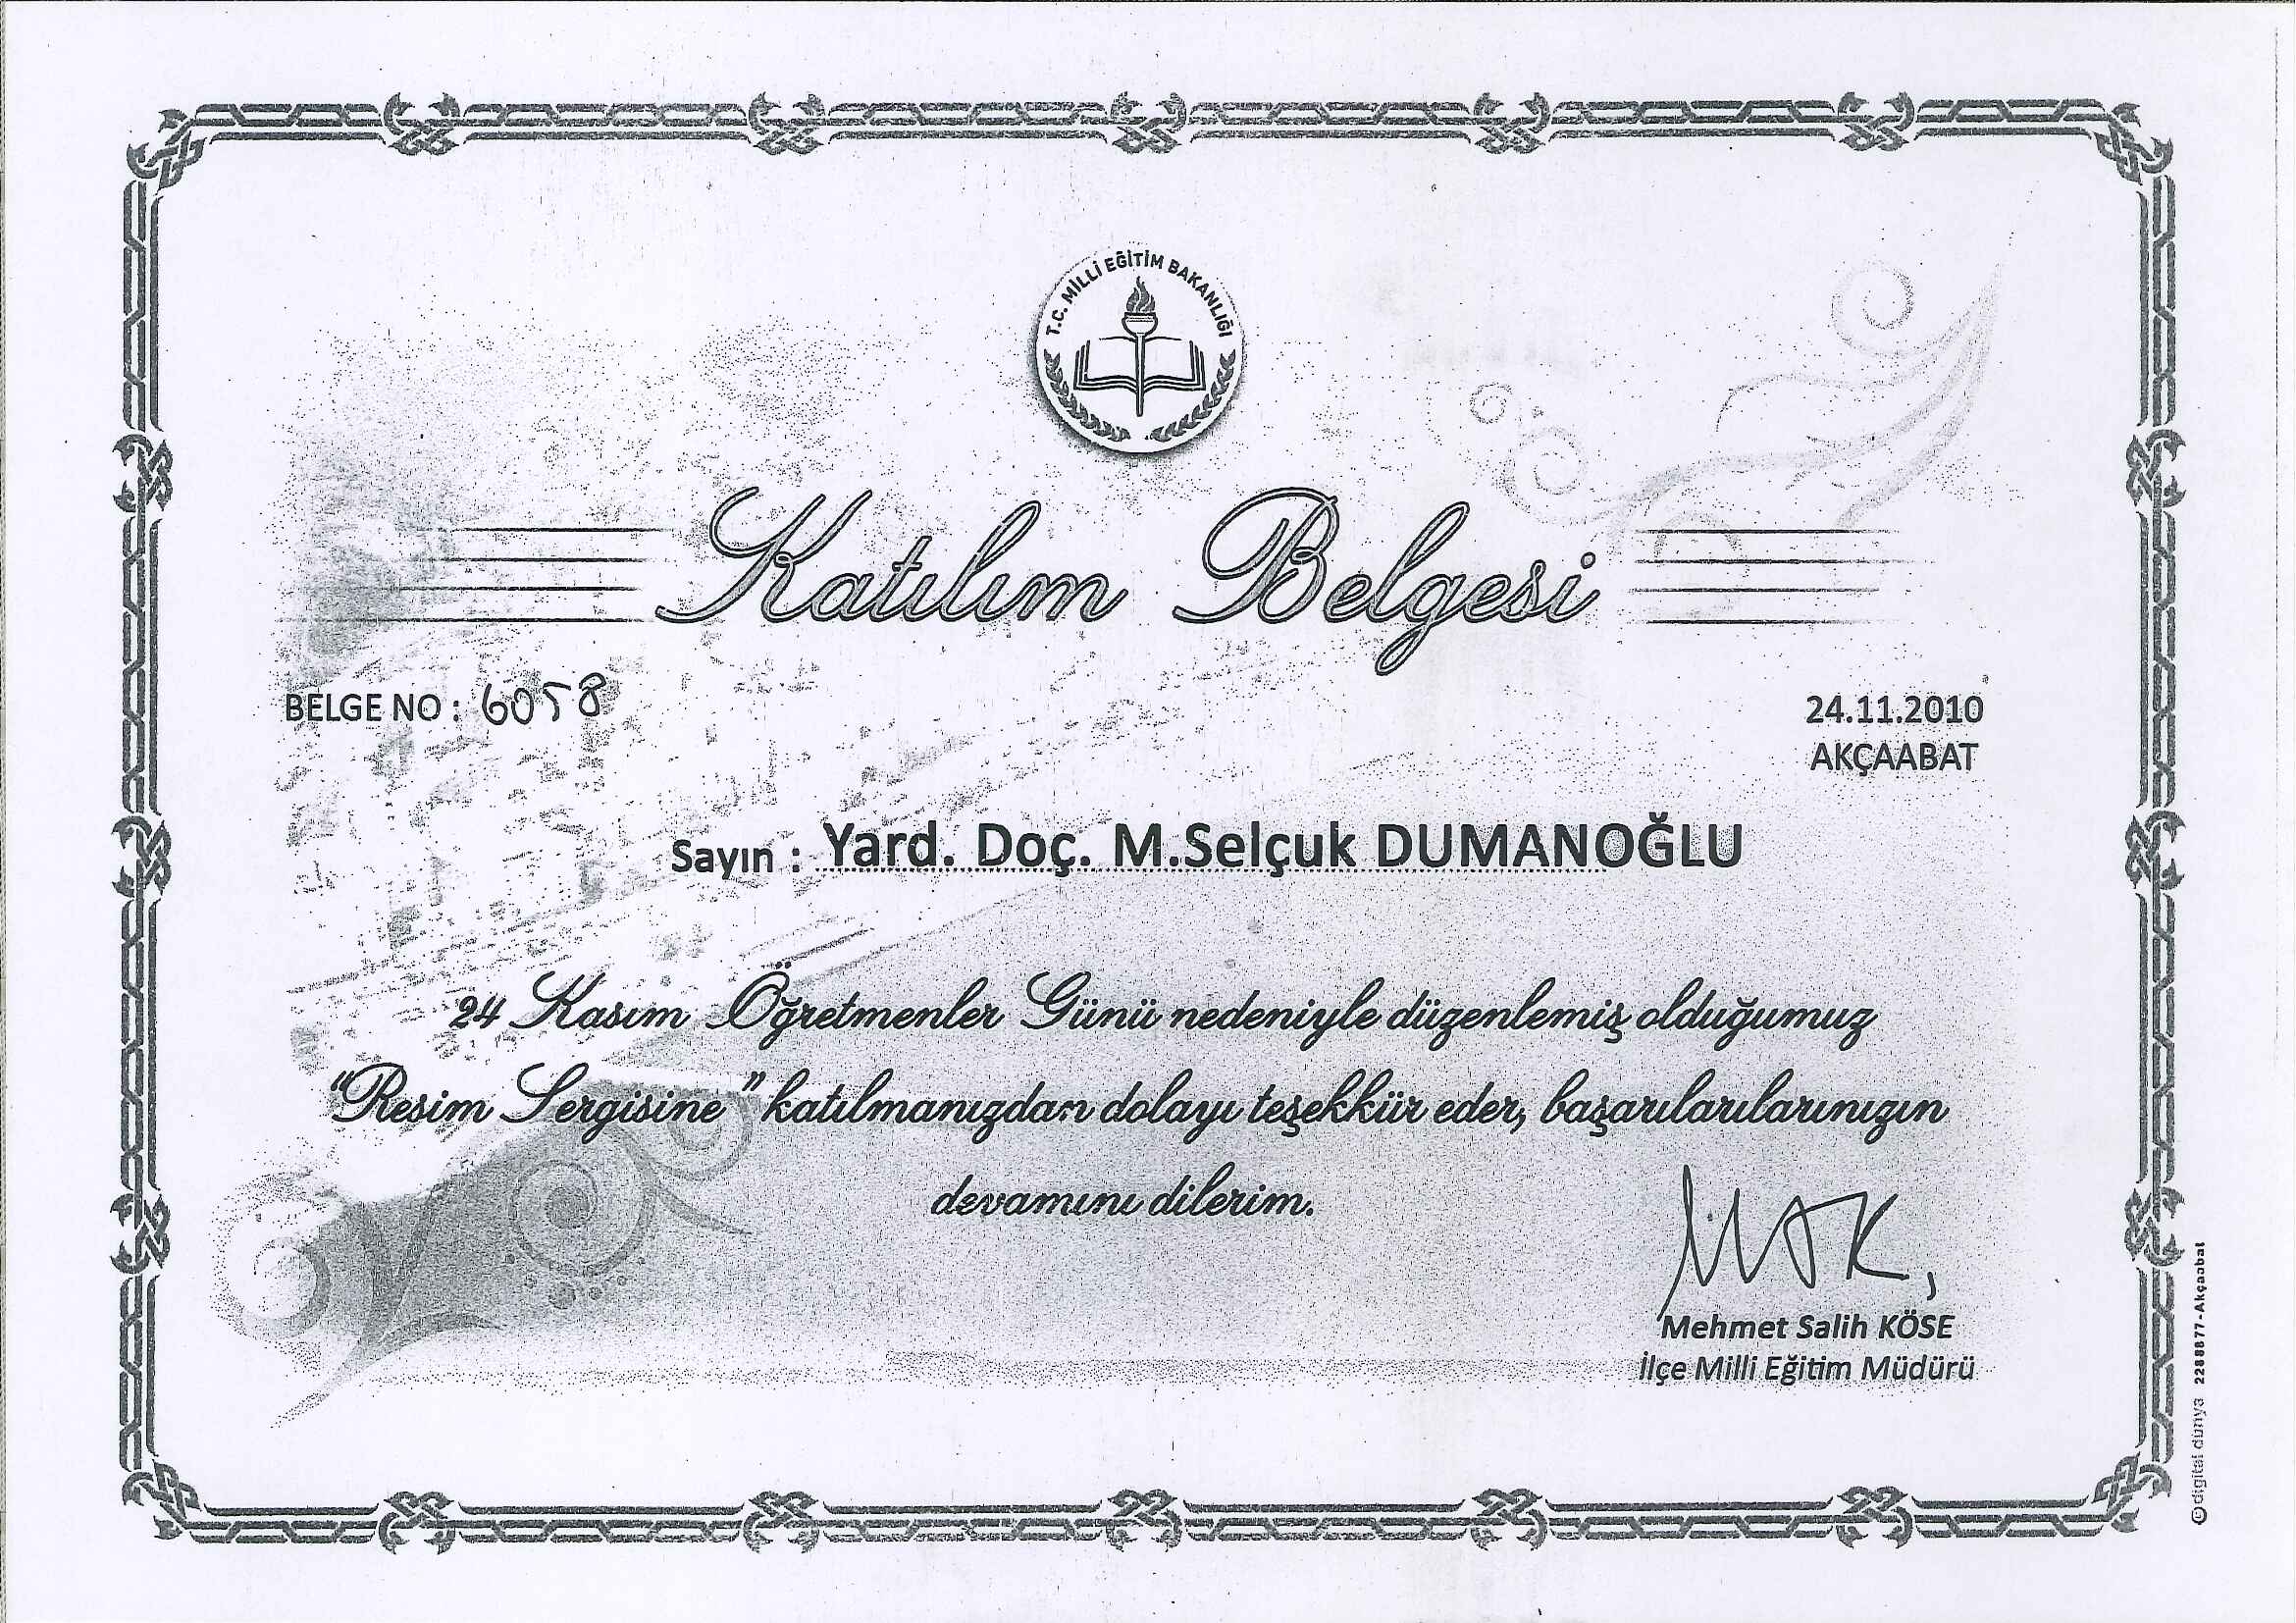 T.C. MİLLİ EĞİTİM BAKANLIĞI
Katılım Belgesi
BELGE NO : 6058
24.11.2010
AKÇAABAT
Sayın : Yard. Doç. M.Selçuk DUMANOĞLU
24 Kasım Öğretmenler Günü nedeniyle düzenlemiş olduğumuz
"Resim Sergisine" katılmanızdan dolayı teşekkür eder, başarılarılarınızın
devamını dilerim.
Mehmet Salih KÖSE
İlçe Milli Eğitim Müdürü
digital dünya 2288877-Akçaabat